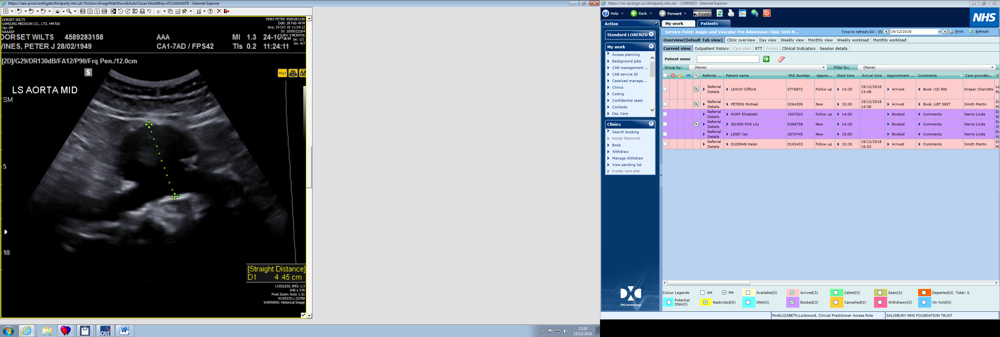 https://aaa-prod.northgate.thirdparty.nhs.uk/?Action=ImageWebShow&AutoClose=false&Key=DCAADAAFD - Internet Explorer
DORSET WILTS
SAMSUNG MEDISON CO., LTD. HM70A
Op: SM
NAAASP
VINES PETER 4589283158
DoB: 28 Feb 49 M
Acq: 24 Oct 18 11:24:12
St: 1000022264
SURV 3 MONTHS
Se: 1/1
Im: 4/7
DORSET WILTS 4589283158 AAA MI 1.3 24-10-20
VINES, PETER J 28/02/1949 CA1-7AD / FPS42 TIs 0.2 11:24:11
[2D]/G29/DR130dB/FA12/P90/Frq Pen./12.0cm
S
Har
LS AORTA MID
SM
5
10
1
[Straight Distance]
D1 4.45 cm
LOSSLESS JPEG 1:3
640 x 576
Pixel Zoom: Auto 1.5x
W:65535 L:32768
WARNING: Historical Image
CRIS
15:18
19/12/2018
https://rnz-lprd.lgn.csc.thirdparty.nhs.uk/ - LORENZO - Internet Explorer
Help Back Forward Wizard
NHS
Action
My work Patients
Service Point: Angio and Vascular Pre Admission Clinic SDH N... Time to refresh:04 : 39 19/12/2018 Print Refresh
Overview(Default Tab view) Clinic overview Day view Weekly view Monthly view Weekly workload Monthly workload
Current view Outpatient history Care plan RTT Forms Clinical Indicators Session details
Patient name
Group by: (None) Filter by: (None)
Referral ... Patient name PAS Number Appoin... Start time Arrival time Appointment ... Comments Care provider...
Referral Details LEACH Clifford 0776872 Follow up 14:30 19/12/2018 13:48 Arrived Book :CD INS Draper Charlotte
Referral Details PETERS Michael 0264309 New 15:00 19/12/2018 14:38 Arrived Book :LBT INST Smith Martin
Referral Details HUNT Elizabeth 1007020 Follow up 14:00 Booked Comments Harris Linda
Referral Details SILVER-FOX Lily 0368758 New 14:30 Booked Comments Harris Linda
Referral Details LINEY Ian 2070745 New 15:00 Booked Comments Harris Linda
Referral Details DUDMAN Helen 0165433 Follow up 15:30 19/12/2018 15:03 Arrived Comments Smith Martin
Standard LORENZO
My work
Access planning
Background jobs
CAB management ...
CAB service ID
Caseload manage...
Clinics
Coding
Confidential seals
Contacts
Day Care
Clinics
Search booking
Assign Resource
Book
Withdraw
Manage Withdraw
View pending list
Create care plan
DXC.technology
Colour Legends AM PM Available(0) Arrived(3) Called(0) Seen(0) Departed(0) Total: 6
Potential DNA(0) Restricted(0) DNA(0) Booked(3) Cancelled(0) Withdrawn(0) On Hold(0)
MrsELIZABETH,Lockwood, Clinical Practitioner Access Role SALISBURY NHS FOUNDATION TRUST